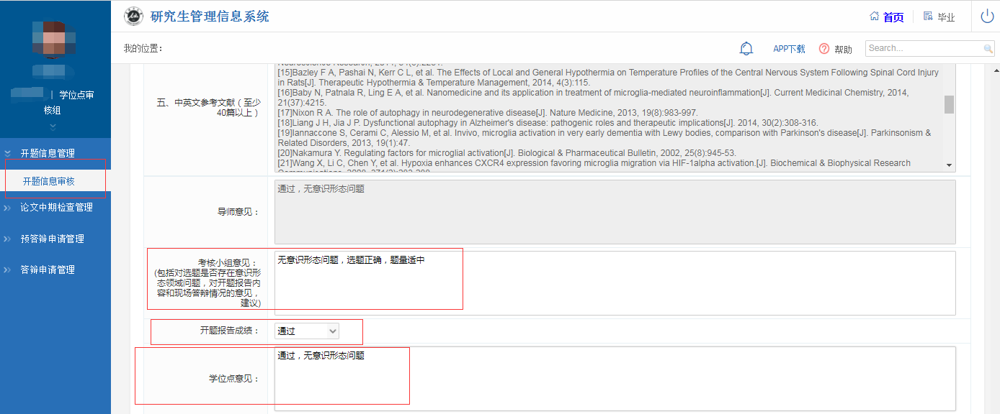 研究生管理信息系统
首页
毕业
我的位置：
APP下载
帮助
Search...
| 学位点审
核组
开题信息管理
开题信息审核
论文中期检查管理
预答辩申请管理
答辩申请管理
五、中英文参考文献（至少
40篇以上）
[15]Bazley F A, Pashai N, Kerr C L, et al. The Effects of Local and General Hypothermia on Temperature Profiles of the Central Nervous System Following Spinal Cord Injury
in Rats[J]. Therapeutic Hypothermia & Temperature Management, 2014, 4(3):115.
[16]Baby N, Patnala R, Ling E A, et al. Nanomedicine and its application in treatment of microglia-mediated neuroinflammation[J]. Current Medicinal Chemistry, 2014,
21(37):4215.
[17]Nixon R A. The role of autophagy in neurodegenerative disease[J]. Nature Medicine, 2013, 19(8):983-997.
[18]Liang J H, Jia J P. Dysfunctional autophagy in Alzheimer's disease: pathogenic roles and therapeutic implications[J]. 2014, 30(2):308-316.
[19]Iannaccone S, Cerami C, Alessio M, et al. Invivo, microglia activation in very early dementia with Lewy bodies, comparison with Parkinson's disease[J]. Parkinsonism &
Related Disorders, 2013, 19(1):47.
[20]Nakamura Y. Regulating factors for microglial activation[J]. Biological & Pharmaceutical Bulletin, 2002, 25(8):945-53.
[21]Wang X, Li C, Chen Y, et al. Hypoxia enhances CXCR4 expression favoring microglia migration via HIF-1alpha activation.[J]. Biochemical & Biophysical Research
导师意见：
通过，无意识形态问题
考核小组意见：
(包括对选题是否存在意识形
态领域问题，对开题报告内
容和现场答辩情况的意见，
建议)
无意识形态问题，选题正确，题量适中
开题报告成绩：
通过
学位点意见：
通过，无意识形态问题